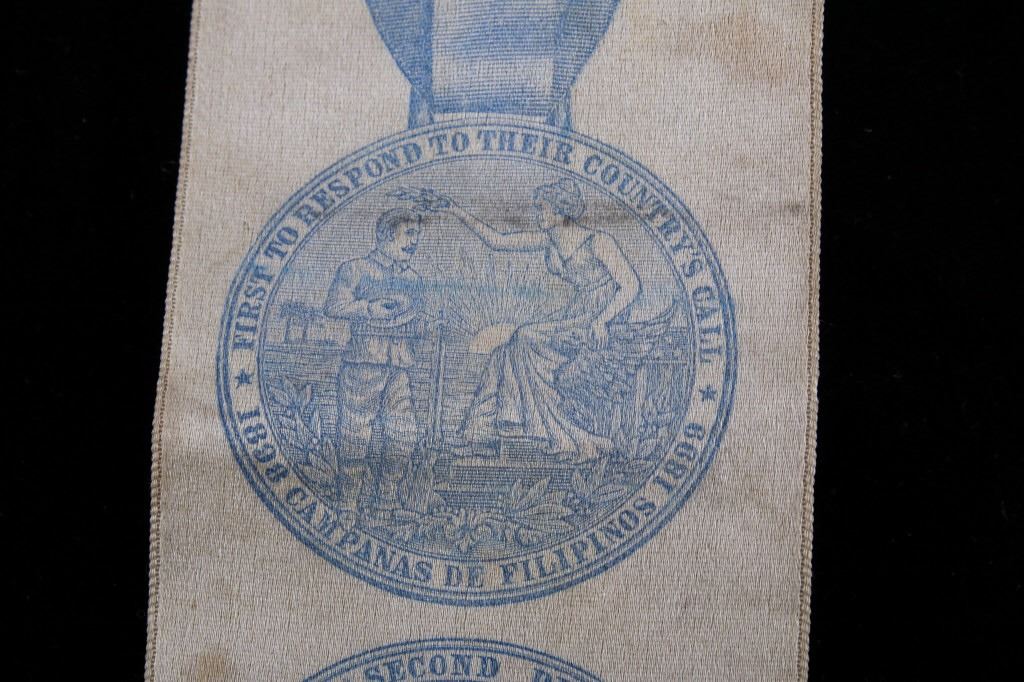 FIRST TO RESPOND TO THEIR COUNTRY'S CALL
★ 1898 CAMPANAS DE FILIPINOS 1899 ★
SECOND